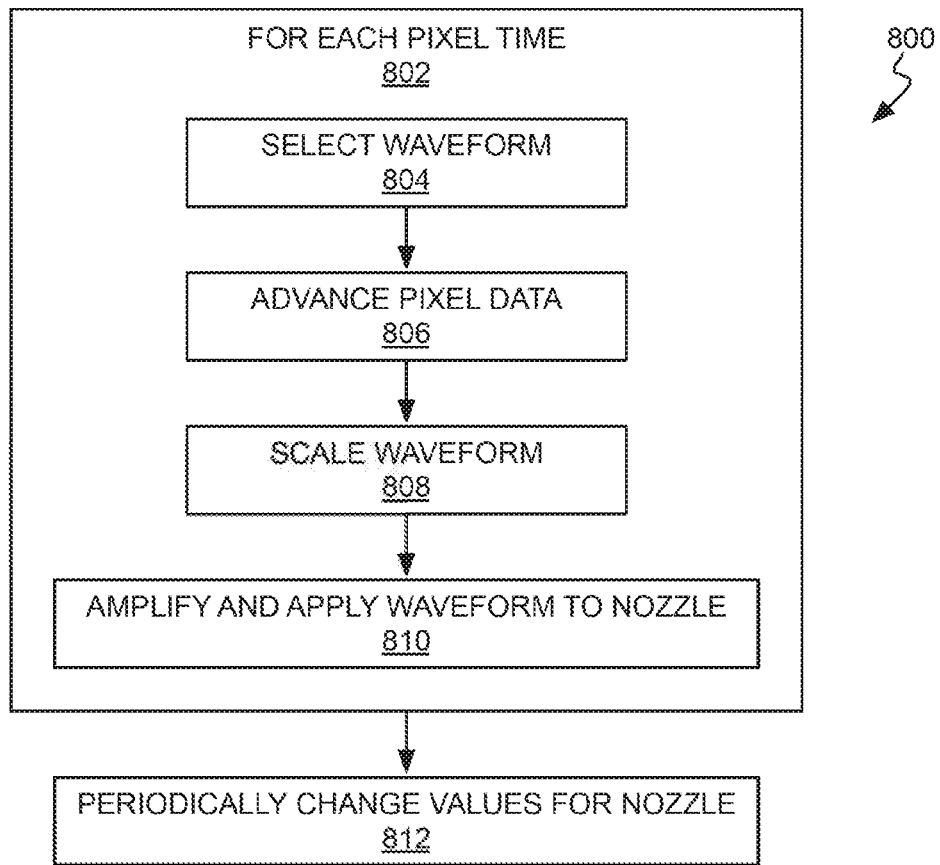 FOR EACH PIXEL TIME
802
800
SELECT WAVEFORM
804
ADVANCE PIXEL DATA
806
SCALE WAVEFORM
808
AMPLIFY AND APPLY WAVEFORM TO NOZZLE
810
PERIODICALLY CHANGE VALUES FOR NOZZLE
812